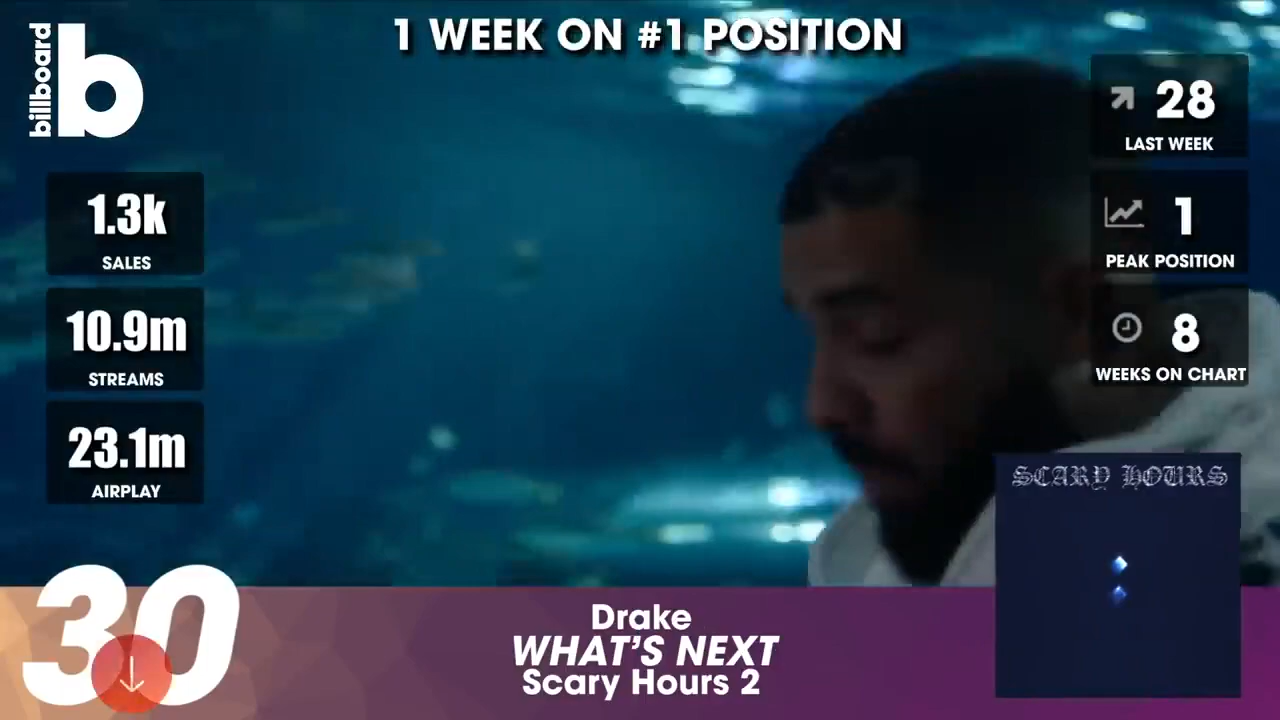 1 WEEK ON #1 POSITION
billboard
b
28
LAST WEEK
1.3k
SALES
1
PEAK POSITION
10.9m
STREAMS
8
WEEKS ON CHART
23.1m
AIRPLAY
SCARY HOURS
30
Drake
WHAT'S NEXT
Scary Hours 2